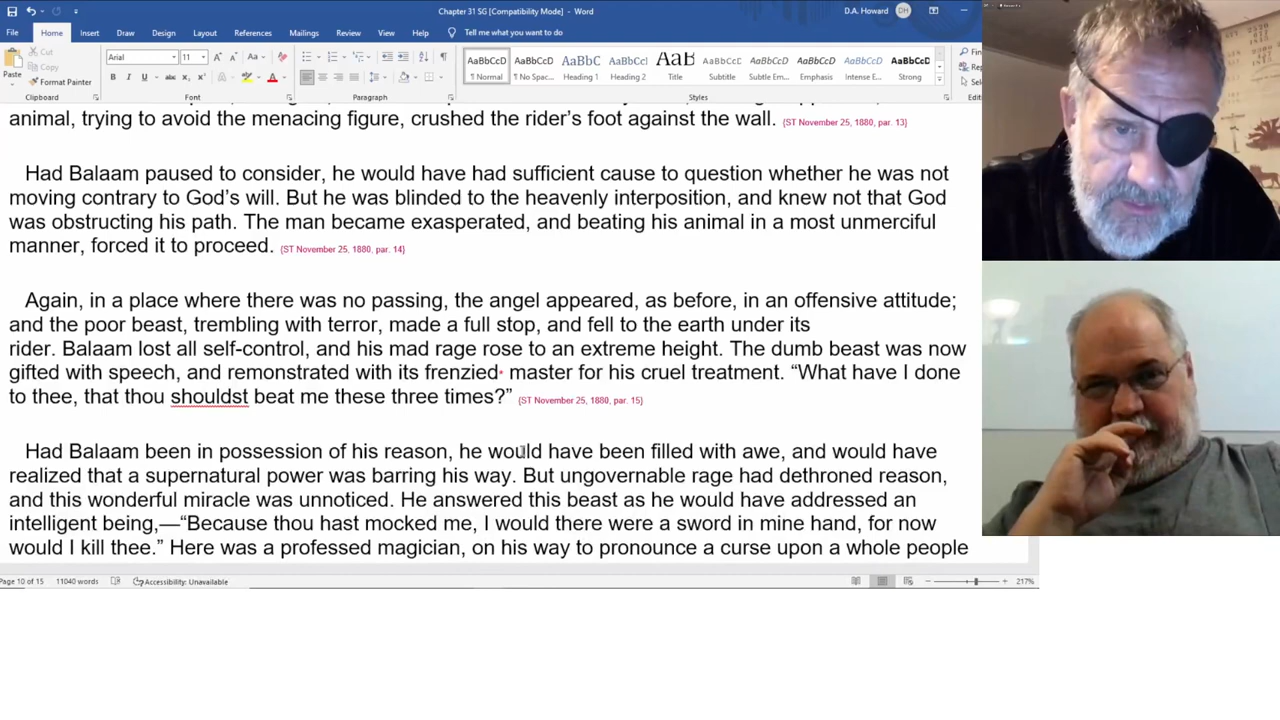 Chapter 31 SG [Compatibility Mode] - Word
D.A. Howard
DH
File
Home
Insert
Draw
Design
Layout
References
Mailings
Review
View
Help
Tell me what you want to do
Paste
Cut
Copy
Format Painter
Arial
11
AaBbCcD
¶ Normal
AaBbCcD
¶ No Spac...
AaBbC
Heading 1
AaBbC
Heading 2
Title
AaBbCcD
Subtitle
AaBbCcD
Subtle Em...
AaBbCcD
Emphasis
AaBbCcD
Intense E...
AaBbCcD
Strong
Clipboard
Font
Paragraph
Styles
animal, trying to avoid the menacing figure, crushed the rider’s foot against the wall. {ST November 25, 1880, par. 13}
Had Balaam paused to consider, he would have had sufficient cause to question whether he was not
moving contrary to God’s will. But he was blinded to the heavenly interposition, and knew not that God
was obstructing his path. The man became exasperated, and beating his animal in a most unmerciful
manner, forced it to proceed. {ST November 25, 1880, par. 14}
Again, in a place where there was no passing, the angel appeared, as before, in an offensive attitude;
and the poor beast, trembling with terror, made a full stop, and fell to the earth under its
rider. Balaam lost all self-control, and his mad rage rose to an extreme height. The dumb beast was now
gifted with speech, and remonstrated with its frenzied master for his cruel treatment. “What have I done
to thee, that thou shouldst beat me these three times?” {ST November 25, 1880, par. 15}
Had Balaam been in possession of his reason, he would have been filled with awe, and would have
realized that a supernatural power was barring his way. But ungovernable rage had dethroned reason,
and this wonderful miracle was unnoticed. He answered this beast as he would have addressed an
intelligent being,—“Because thou hast mocked me, I would there were a sword in mine hand, for now
would I kill thee.” Here was a professed magician, on his way to pronounce a curse upon a whole people
Page 10 of 15
11040 words
Accessibility: Unavailable
217%